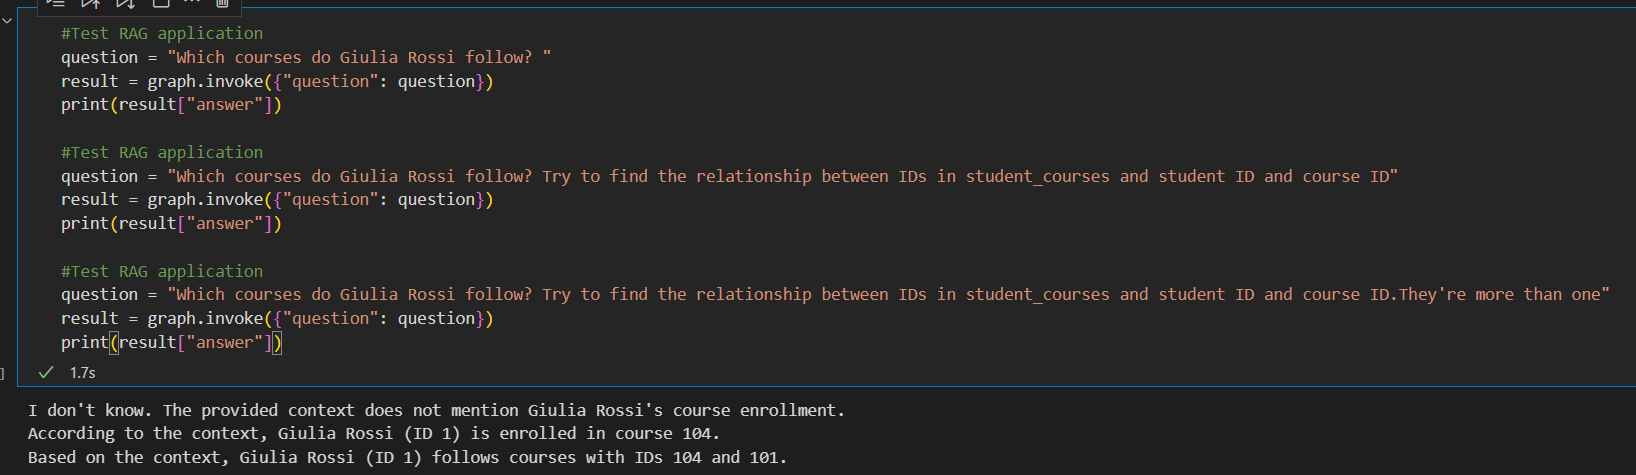 #Test RAG application
question = "Which courses do Giulia Rossi follow? "
result = graph.invoke({"question": question})
print(result["answer"])
#Test RAG application
question = "Which courses do Giulia Rossi follow? Try to find the relationship between IDs in student_courses and student ID and course ID"
result = graph.invoke({"question": question})
print(result["answer"])
#Test RAG application
question = "Which courses do Giulia Rossi follow? Try to find the relationship between IDs in student_courses and student ID and course ID.They're more than one"
result = graph.invoke({"question": question})
print(result["answer"])
] 1.7s
I don't know. The provided context does not mention Giulia Rossi's course enrollment.
According to the context, Giulia Rossi (ID 1) is enrolled in course 104.
Based on the context, Giulia Rossi (ID 1) follows courses with IDs 104 and 101.